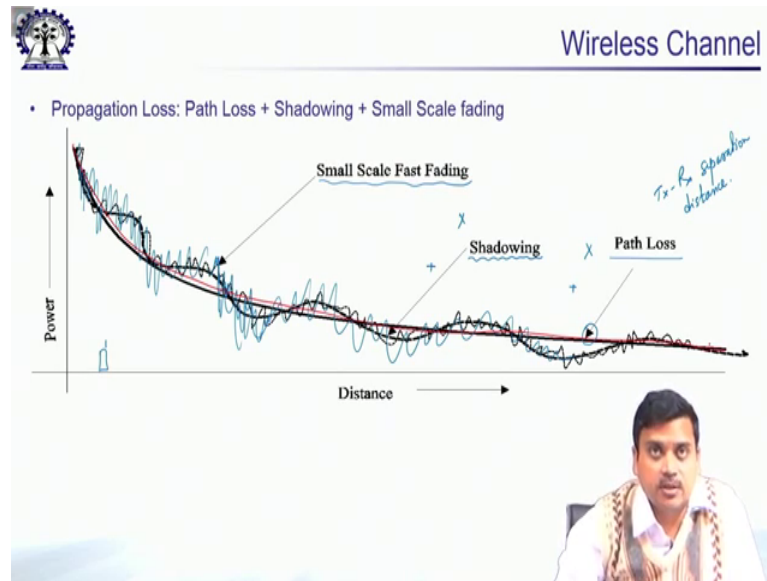 Wireless Channel
• Propagation Loss: Path Loss + Shadowing + Small Scale fading
Small Scale Fast Fading
Tx-Rx separation
distance.
x
x
Shadowing
Path Loss
+
+
Power
Distance